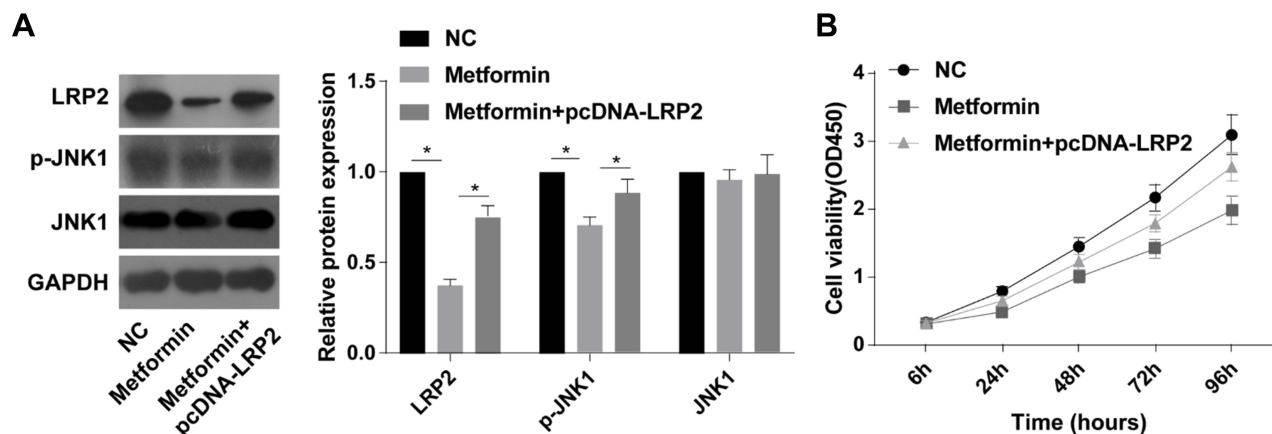 A
LRP2
p-JNK1
JNK1
GAPDH
NC
Metformin
Metformin+
pcDNA-LRP2
NC
Metformin
Metformin+pcDNA-LRP2
Relative protein expression
1.5
1.0
0.5
0.0
*
*
*
*
LRP2
p-JNK1
JNK1
B
NC
Metformin
Metformin+pcDNA-LRP2
Cell viability(OD450)
4
3
2
1
0
6h
24h
48h
72h
96h
Time (hours)